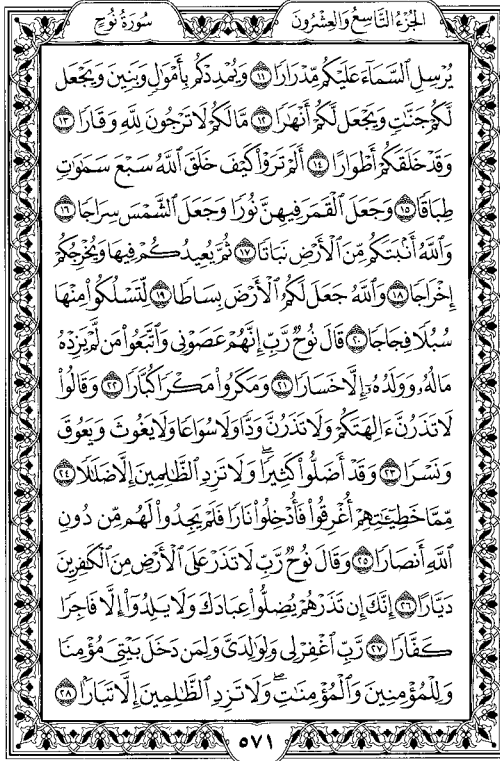 سُورَةُ نُوحٍ
الجُزْءُ التَّاسِعُ وَالعِشْرُونَ
يُرْسِلِ ٱلسَّمَآءَ عَلَيْكُم مِّدْرَارًا ١١ وَيُمْدِدْكُم بِأَمْوَٰلٍ وَبَنِينَ وَيَجْعَل
لَّكُمْ جَنَّٰتٍ وَيَجْعَل لَّكُمْ أَنْهَٰرًا ١٢ مَّا لَكُمْ لَا تَرْجُونَ لِلَّهِ وَقَارًا ١٣
وَقَدْ خَلَقَكُمْ أَطْوَارًا ١٤ أَلَمْ تَرَوْا۟ كَيْفَ خَلَقَ ٱللَّهُ سَبْعَ سَمَٰوَٰتٍ
طِبَاقًا ١٥ وَجَعَلَ ٱلْقَمَرَ فِيهِنَّ نُورًا وَجَعَلَ ٱلشَّمْسَ سِرَاجًا ١٦
وَٱللَّهُ أَنۢبَتَكُم مِّنَ ٱلْأَرْضِ نَبَاتًا ١٧ ثُمَّ يُعِيدُكُمْ فِيهَا وَيُخْرِجُكُمْ
إِخْرَاجًا ١٨ وَٱللَّهُ جَعَلَ لَكُمُ ٱلْأَرْضَ بِسَاطًا ١٩ لِّتَسْلُكُوا۟ مِنْهَا
سُبُلًا فِجَاجًا ٢٠ قَالَ نُوحٌ رَّبِّ إِنَّهُمْ عَصَوْنِى وَٱتَّبَعُوا۟ مَن لَّمْ يَزِدْهُ
مَالُهُۥ وَوَلَدُهُۥٓ إِلَّا خَسَارًا ٢١ وَمَكَرُوا۟ مَكْرًا كُبَّارًا ٢٢ وَقَالُوا۟
لَا تَذَرُنَّ ءَالِهَتَكُمْ وَلَا تَذَرُنَّ وَدًّا وَلَا سُوَاعًا وَلَا يَغُوثَ وَيَعُوقَ
وَنَسْرًا ٢٣ وَقَدْ أَضَلُّوا۟ كَثِيرًا ۖ وَلَا تَزِدِ ٱلظَّٰلِمِينَ إِلَّا ضَلَٰلًا ٢٤
مِّمَّا خَطِيٓـَٰٔتِهِمْ أُغْرِقُوا۟ فَأُدْخِلُوا۟ نَارًا فَلَمْ يَجِدُوا۟ لَهُم مِّن دُونِ
ٱللَّهِ أَنصَارًا ٢٥ وَقَالَ نُوحٌ رَّبِّ لَا تَذَرْ عَلَى ٱلْأَرْضِ مِنَ ٱلْكَٰفِرِينَ
دَيَّارًا ٢٦ إِنَّكَ إِن تَذَرْهُمْ يُضِلُّوا۟ عِبَادَكَ وَلَا يَلِدُوٓا۟ إِلَّا فَاجِرًا
كَفَّارًا ٢٧ رَّبِّ ٱغْفِرْ لِى وَلِوَٰلِدَىَّ وَلِمَن دَخَلَ بَيْتِىَ مُؤْمِنًا
وَلِلْمُؤْمِنِينَ وَٱلْمُؤْمِنَٰتِ ۖ وَلَا تَزِدِ ٱلظَّٰلِمِينَ إِلَّا تَبَارًۢا ٢٨
٥٧١